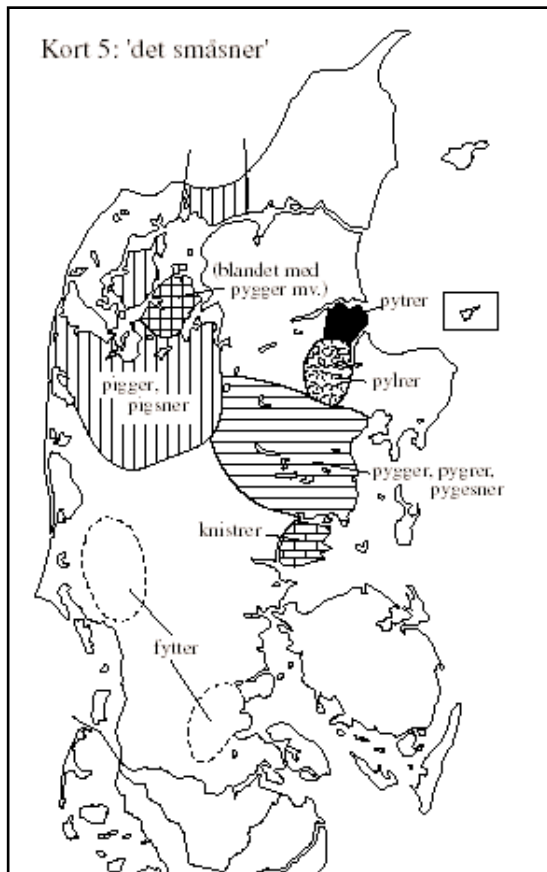 Kort 5: 'det småsner'
(blandet med
pygger mv.)
pytrer
pylrer
pigger,
pigsner
pygger, pygrer,
pygesner
knistrer
fytter